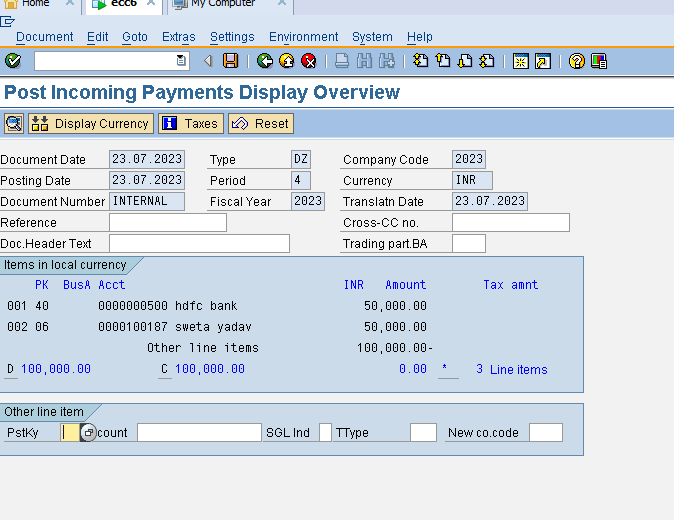 Home ecc6 My Computer
Document Edit Goto Extras Settings Environment System Help
Post Incoming Payments Display Overview
Display Currency Taxes Reset
Document Date 23.07.2023 Type DZ Company Code 2023
Posting Date 23.07.2023 Period 4 Currency INR
Document Number INTERNAL Fiscal Year 2023 Translatn Date 23.07.2023
Reference Cross-CC no.
Doc.Header Text Trading part.BA
Items in local currency
PK BusA Acct INR Amount Tax amnt
001 40 0000000500 hdfc bank 50,000.00
002 06 0000100187 sweta yadav 50,000.00
Other line items 100,000.00-
D 100,000.00 C 100,000.00 0.00 * 3 Line items
Other line item
PstKy count SGL Ind TType New co.code